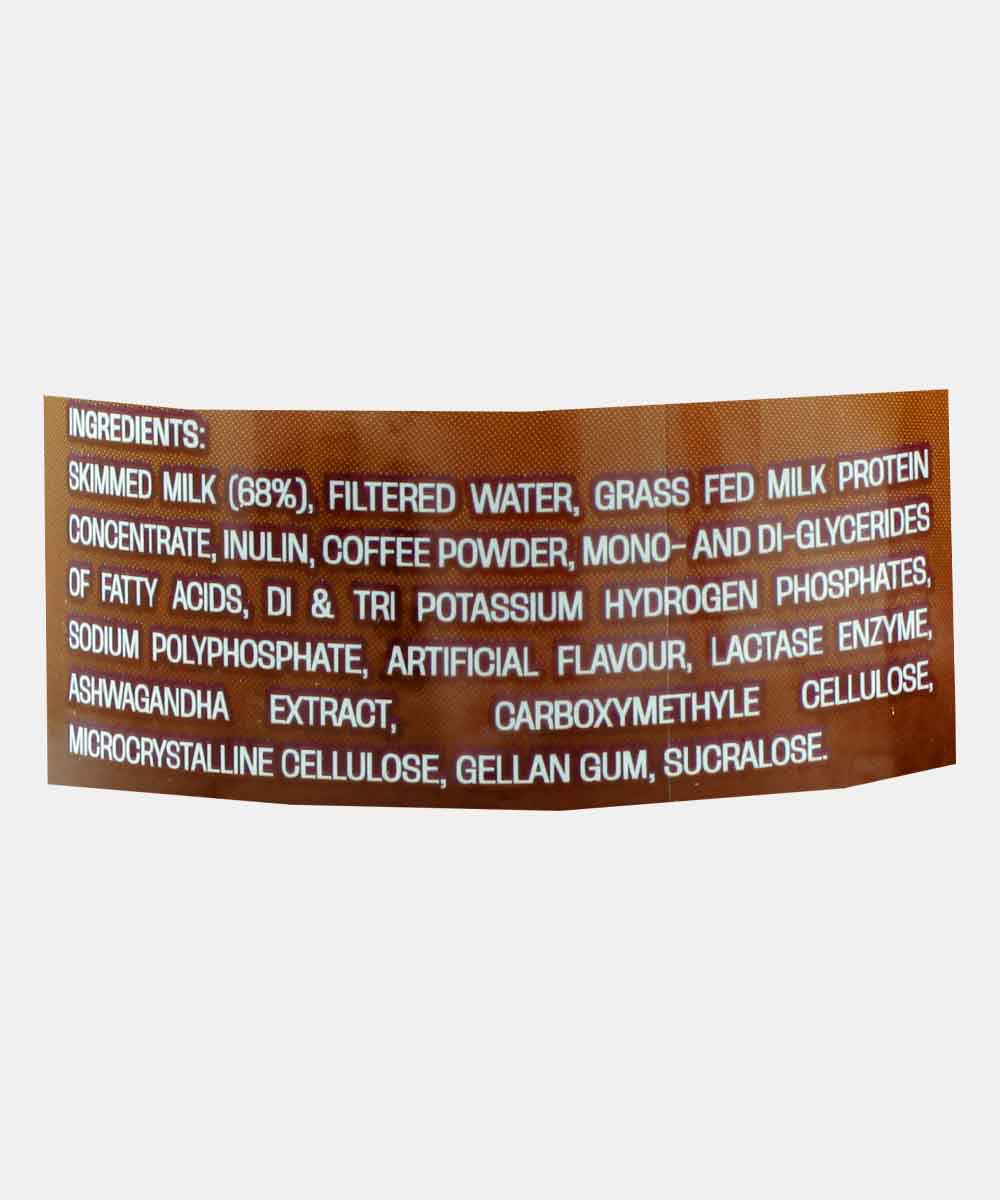 INGREDIENTS:
SKIMMED MILK (68%), FILTERED WATER, GRASS FED MILK PROTEIN
CONCENTRATE, INULIN, COFFEE POWDER, MONO- AND DI-GLYCERIDES
OF FATTY ACIDS, DI & TRI POTASSIUM HYDROGEN PHOSPHATES,
SODIUM POLYPHOSPHATE, ARTIFICIAL FLAVOUR, LACTASE ENZYME,
ASHWAGANDHA EXTRACT, CARBOXYMETHYLE CELLULOSE,
MICROCRYSTALLINE CELLULOSE, GELLAN GUM, SUCRALOSE.